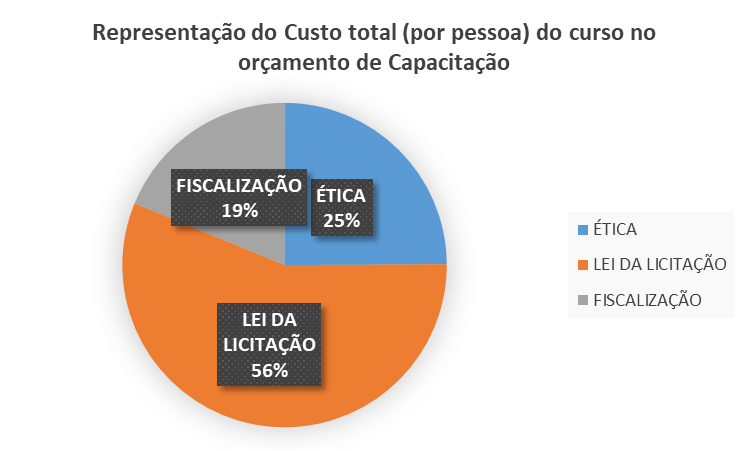 Representação do Custo total (por pessoa) do curso no
orçamento de Capacitação
FISCALIZAÇÃO
19%
ÉTICA
25%
LEI DA
LICITAÇÃO
56%
ÉTICA
LEI DA LICITAÇÃO
FISCALIZAÇÃO